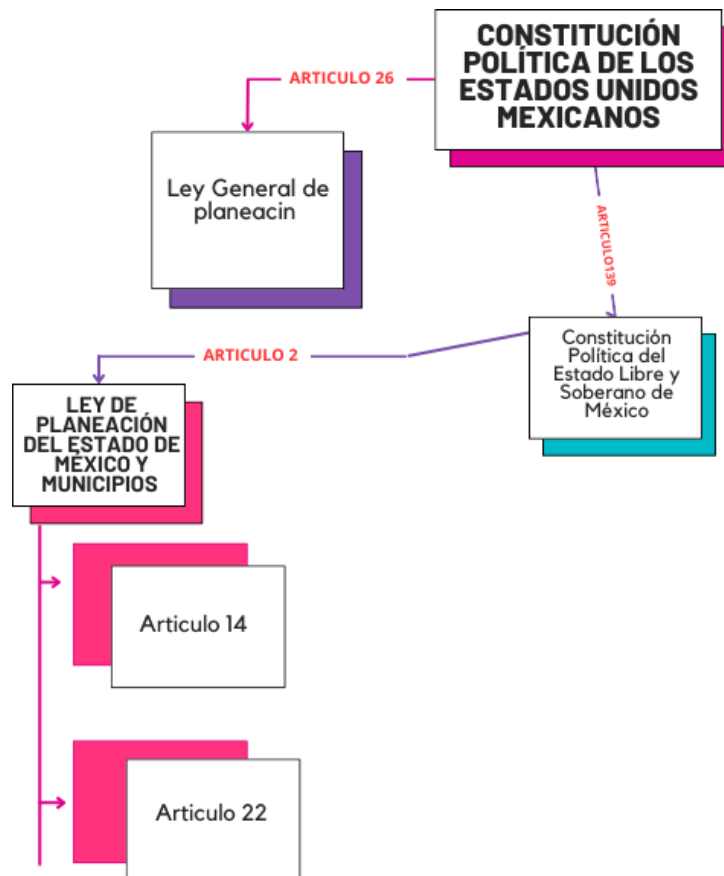 CONSTITUCIÓN
POLÍTICA DE LOS
ESTADOS UNIDOS
MEXICANOS
ARTICULO 26
Ley General de
planeacin
ARTICULO139
Constitución
Política del
Estado Libre y
Soberano de
México
ARTICULO 2
LEY DE
PLANEACIÓN
DEL ESTADO DE
MÉXICO Y
MUNICIPIOS
Articulo 14
Articulo 22